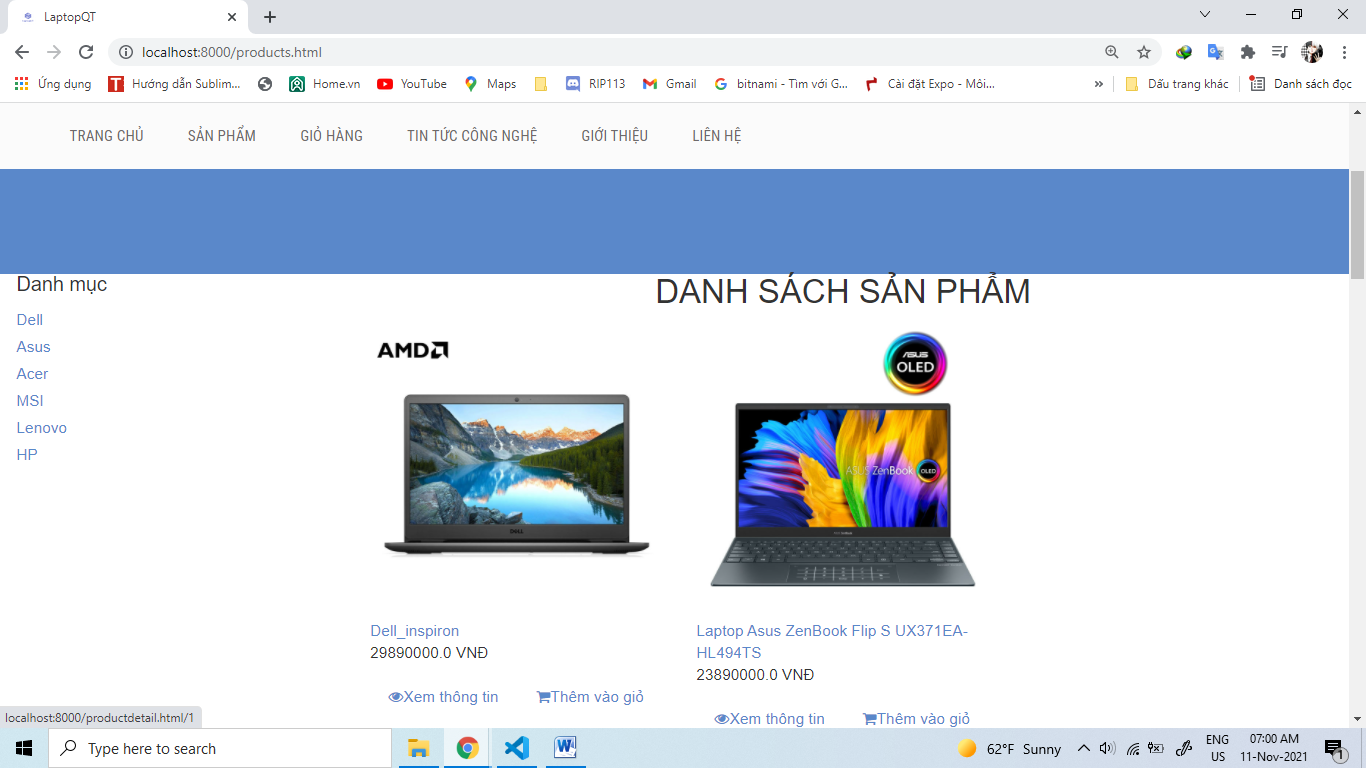 LaptopQT
localhost:8000/products.html
Ứng dụng Hướng dẫn Sublim... Home.vn YouTube Maps RIP113 Gmail bitnami - Tìm với G... Cài đặt Expo - Môi... » Dấu trang khác Danh sách đọc
TRANG CHỦ SẢN PHẨM GIỎ HÀNG TIN TỨC CÔNG NGHỆ GIỚI THIỆU LIÊN HỆ
Danh mục
Dell
Asus
Acer
MSI
Lenovo
HP
DANH SÁCH SẢN PHẨM
AMD
DELL
Dell_inspiron
29890000.0 VNĐ
Xem thông tin Thêm vào giỏ
ASUS
OLED
ASUS ZenBook OLED
Laptop Asus ZenBook Flip S UX371EA-
HL494TS
23890000.0 VNĐ
Xem thông tin Thêm vào giỏ
localhost:8000/productdetail.html/1
Type here to search
62°F Sunny
ENG
US
07:00 AM
11-Nov-2021
1